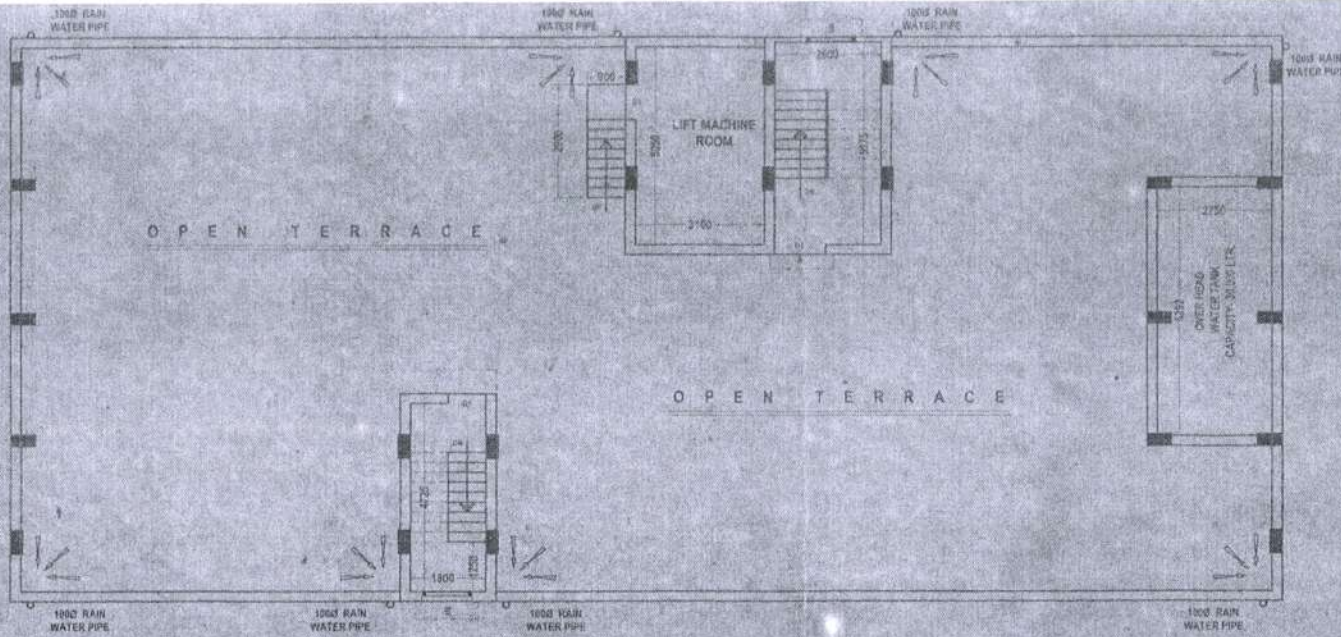 100Ø RAIN
WATER PIPE
100Ø RAIN
WATER PIPE
100Ø RAIN
WATER PIPE
100Ø RAIN
WATER PIPE
900
2600
LIFT MACHINE
ROOM
3100
2750
OVER HEAD
WATER TANK
OPEN TERRACE
OPEN TERRACE
4725
1250
1800
100Ø RAIN
WATER PIPE
100Ø RAIN
WATER PIPE
100Ø RAIN
WATER PIPE
100Ø RAIN
WATER PIPE